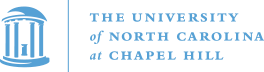 THE UNIVERSITY
of NORTH CAROLINA
at CHAPEL HILL